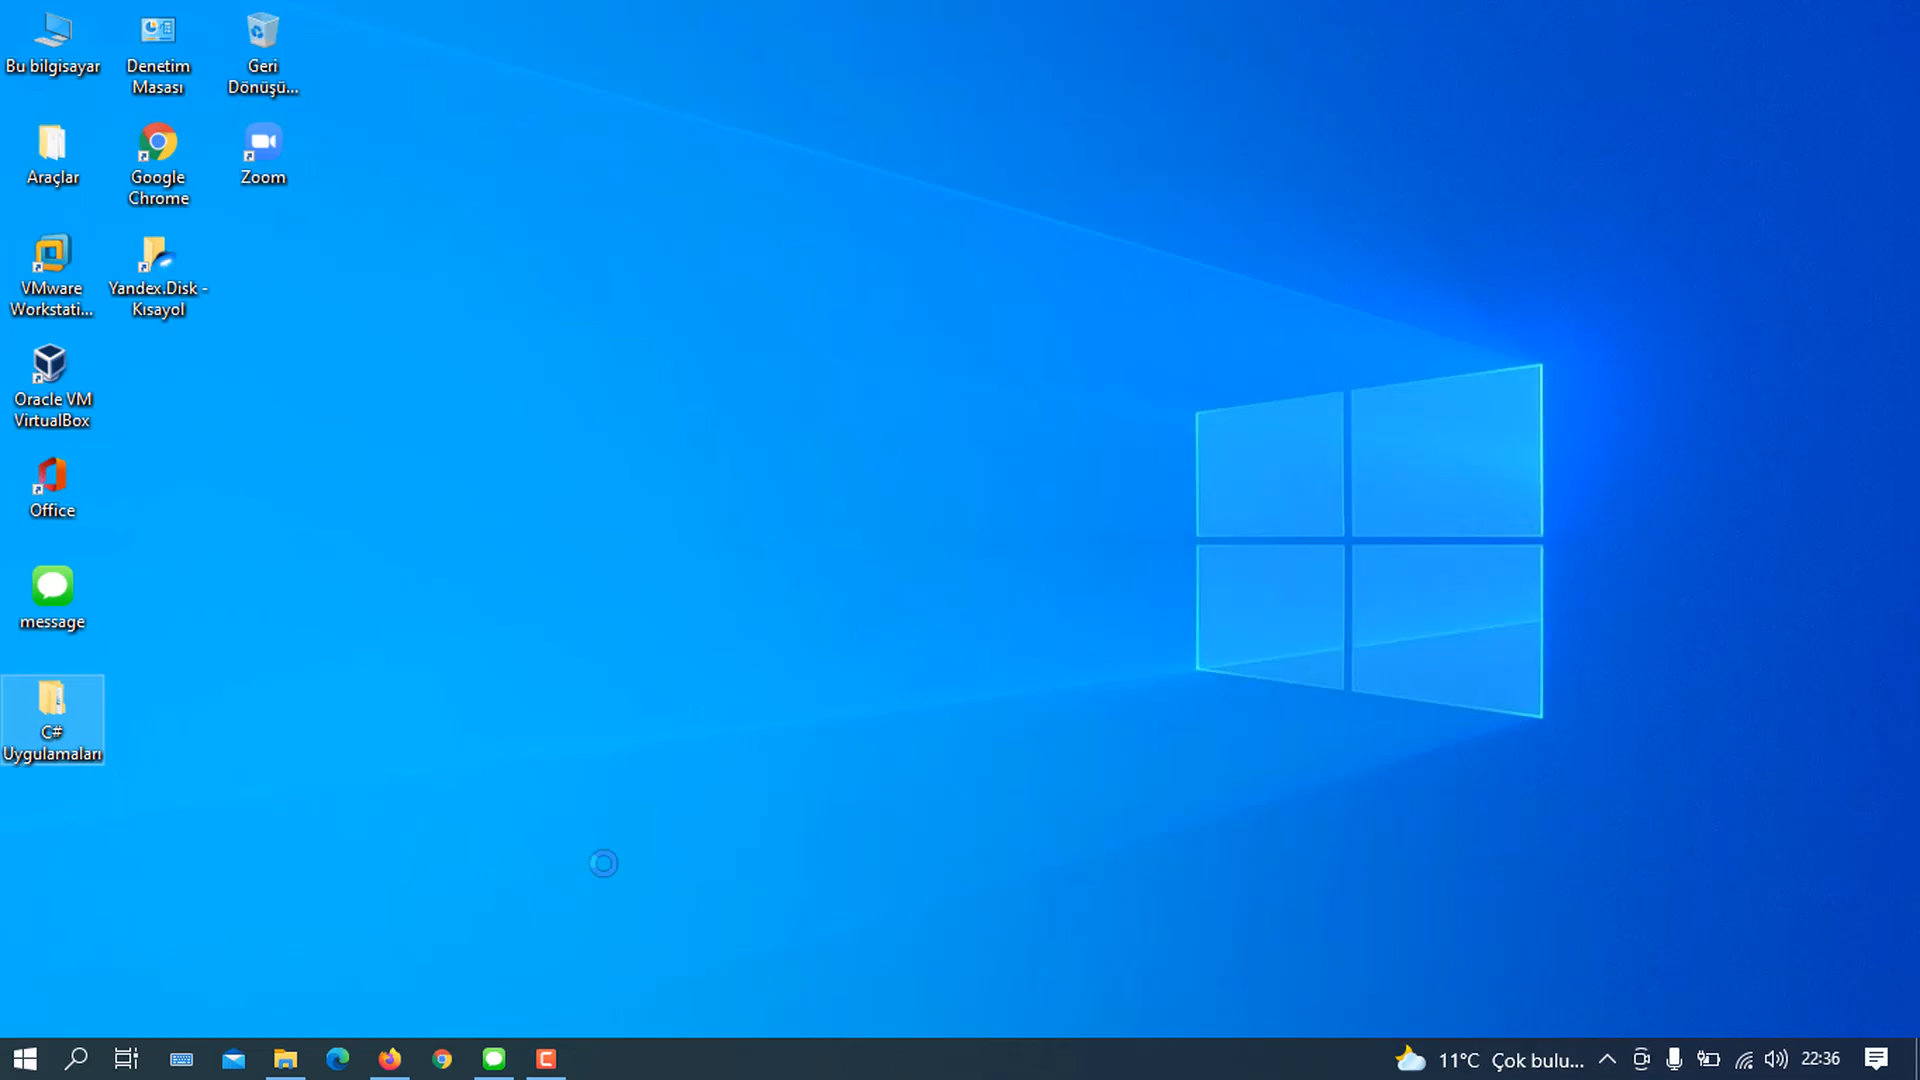 Bu bilgisayar
Denetim
Masası
Geri
Dönüşü...
Araçlar
Google
Chrome
Zoom
VMware
Workstati...
Yandex.Disk -
Kısayol
Oracle VM
VirtualBox
Office
message
C#
Uygulamaları
11°C Çok bulu...
22:36